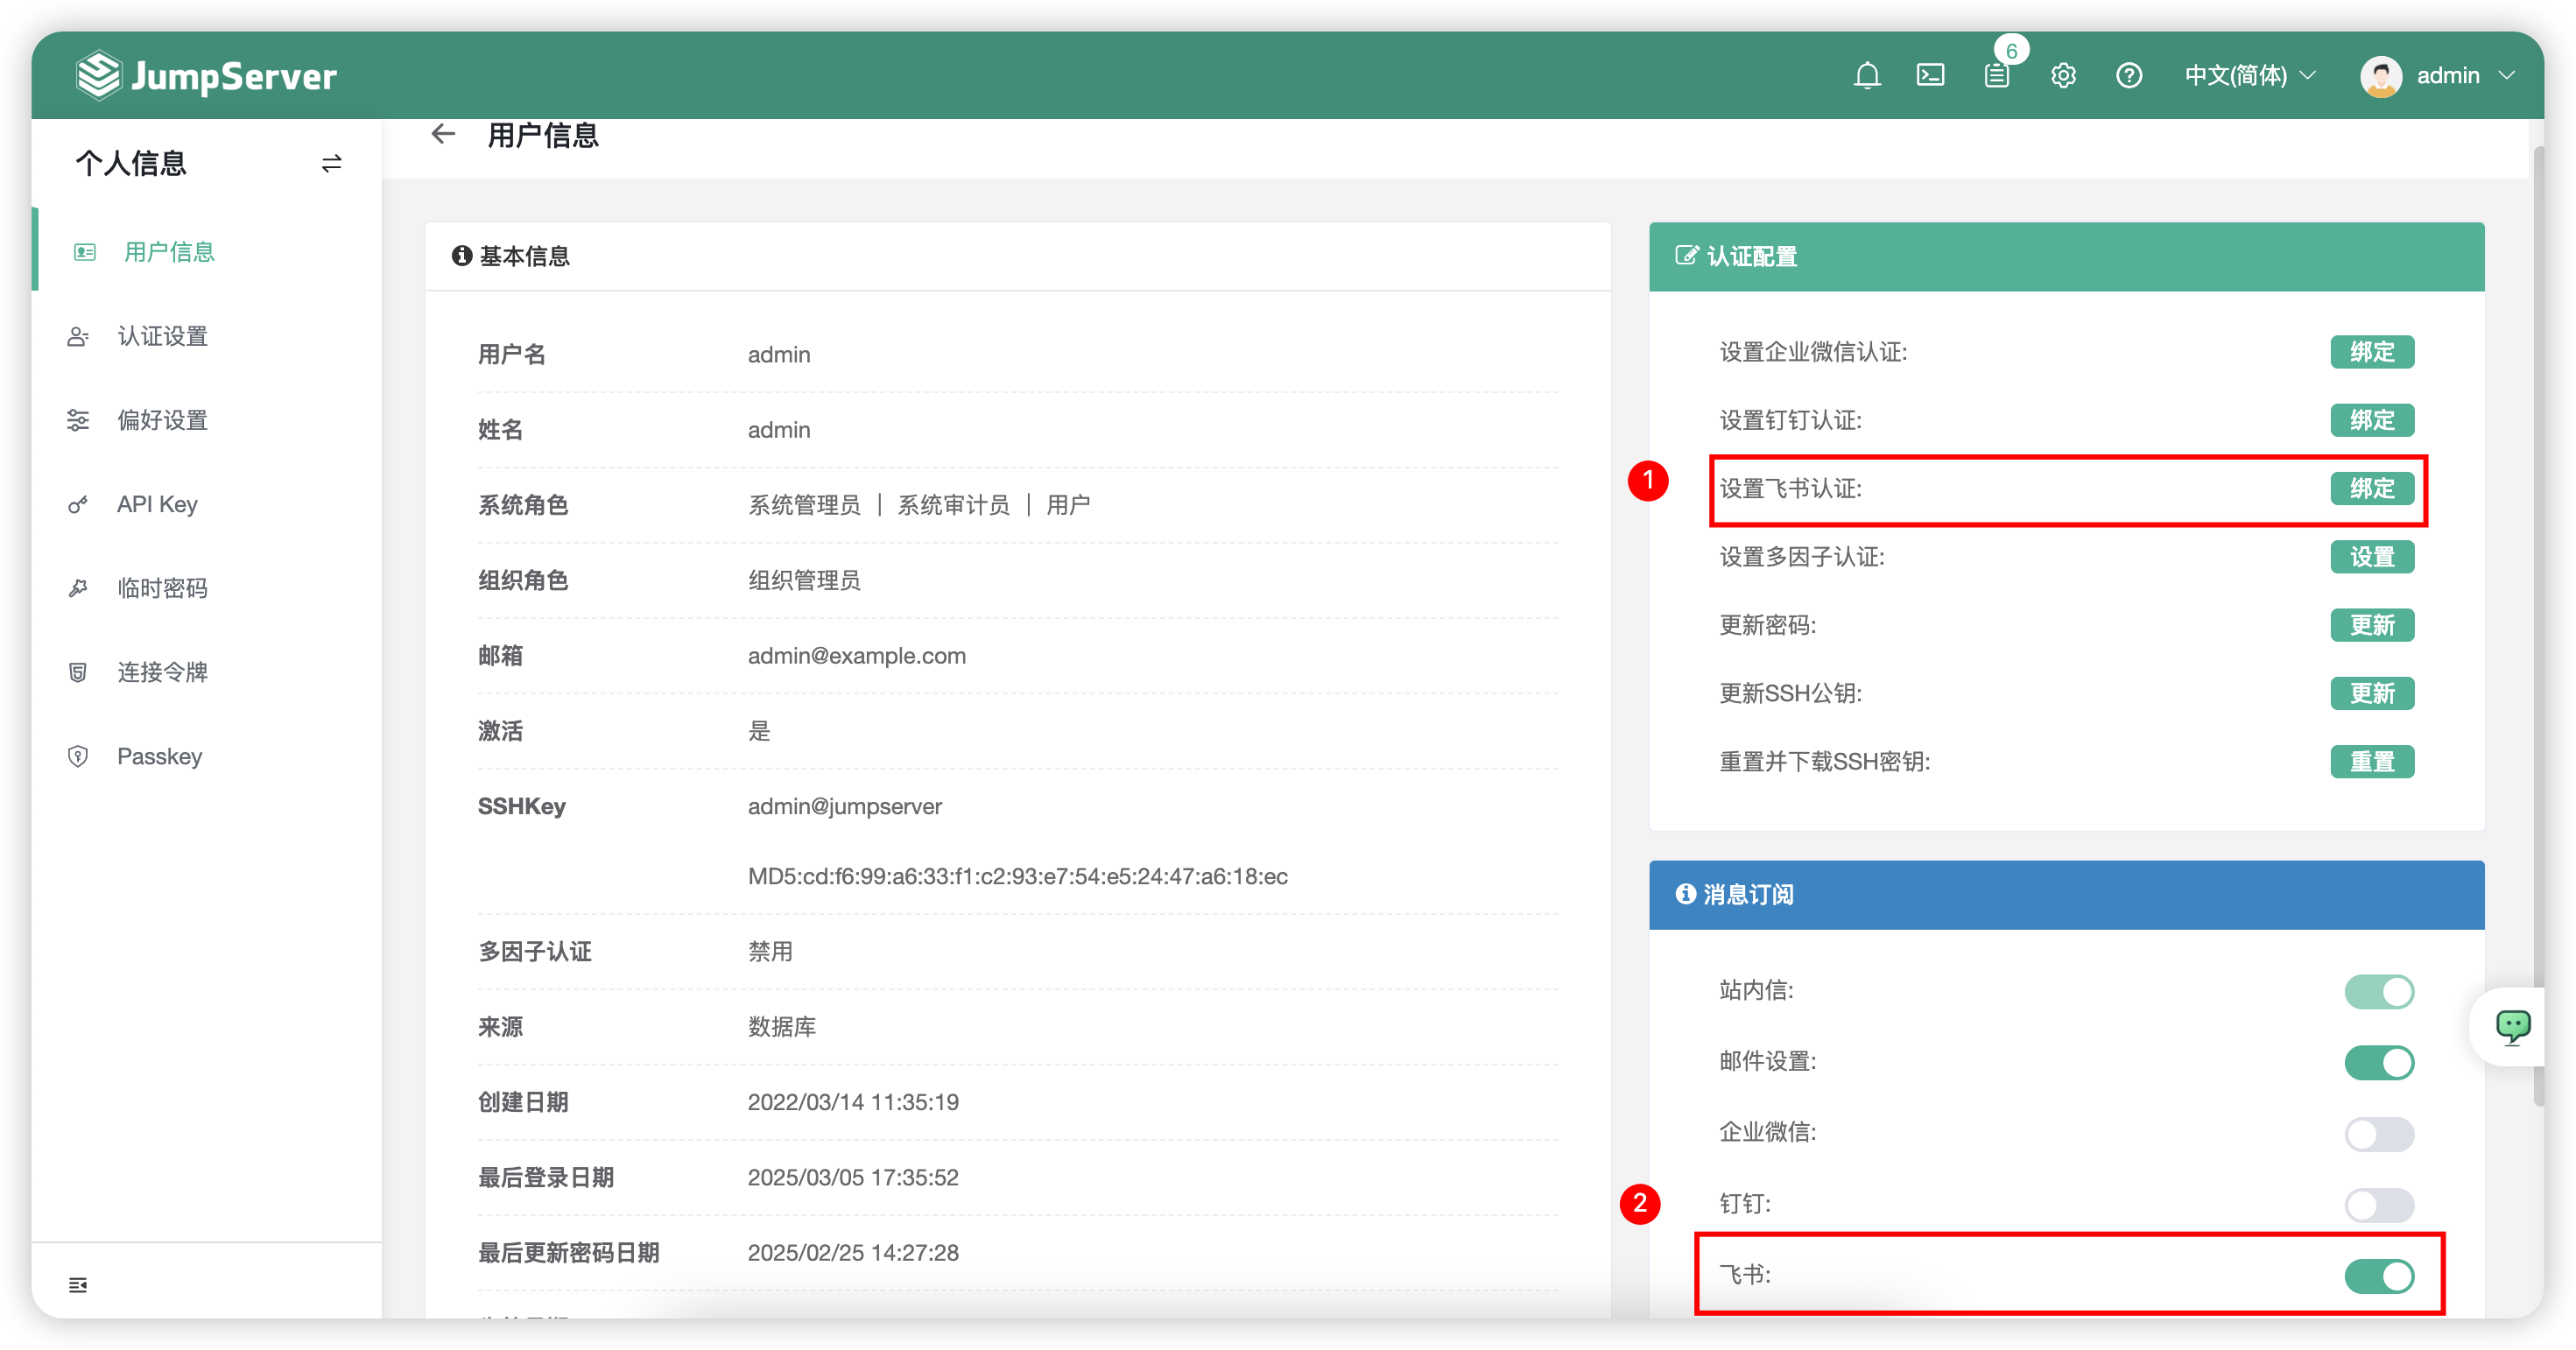 JumpServer
6
中文(简体)
admin
个人信息
用户信息
认证设置
偏好设置
API Key
临时密码
连接令牌
Passkey
用户信息
基本信息
用户名 admin
姓名 admin
系统角色 系统管理员 | 系统审计员 | 用户
组织角色 组织管理员
邮箱 admin@example.com
激活 是
SSHKey admin@jumpserver
MD5:cd:f6:99:a6:33:f1:c2:93:e7:54:e5:24:47:a6:18:ec
多因子认证 禁用
来源 数据库
创建日期 2022/03/14 11:35:19
最后登录日期 2025/03/05 17:35:52
最后更新密码日期 2025/02/25 14:27:28
认证配置
设置企业微信认证: 绑定
设置钉钉认证: 绑定
1
设置飞书认证: 绑定
设置多因子认证: 设置
更新密码: 更新
更新SSH公钥: 更新
重置并下载SSH密钥: 重置
消息订阅
站内信:
邮件设置:
企业微信:
钉钉:
2
飞书: